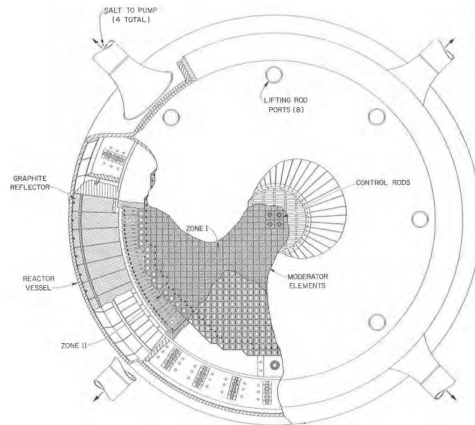 SALT TO PUMP
(4 TOTAL)
LIFTING ROD
PORTS (8)
GRAPHITE
REFLECTOR
CONTROL RODS
ZONE I
REACTOR
VESSEL
MODERATOR
ELEMENTS
ZONE II